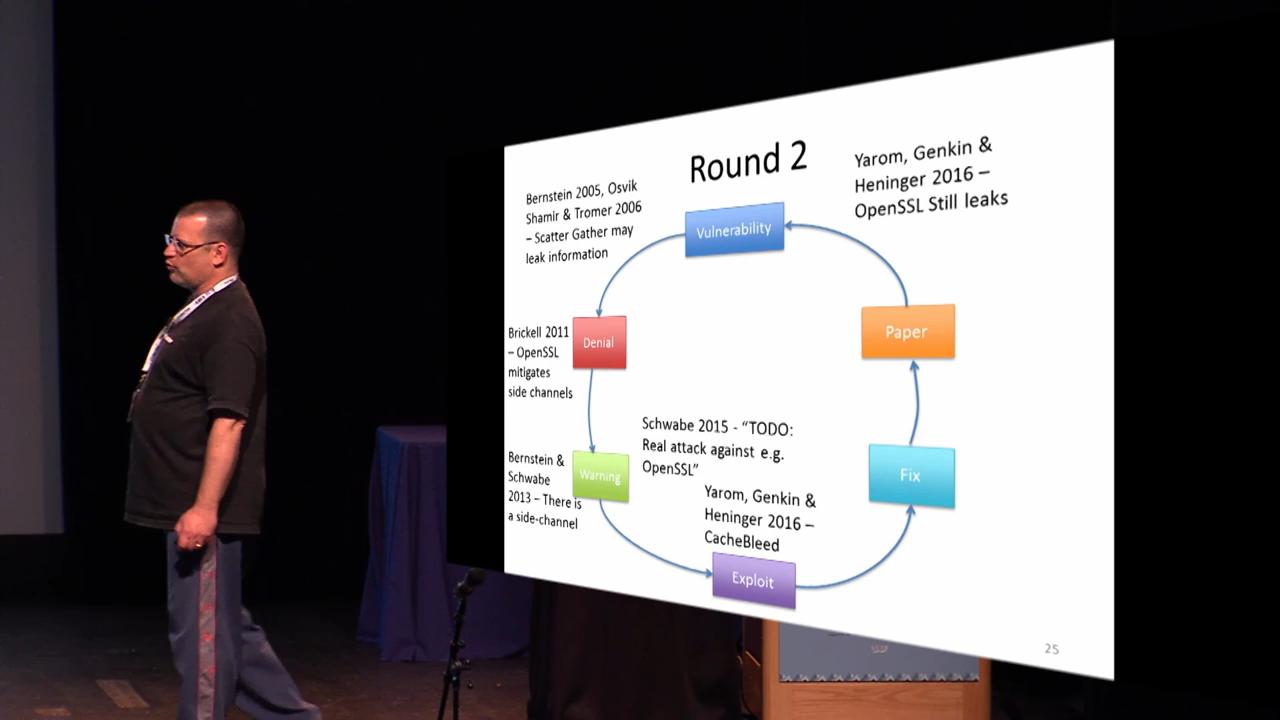 Round 2
Bernstein 2005, Osvik
Shamir & Tromer 2006
– Scatter Gather may
leak information
Vulnerability
Yarom, Genkin &
Heninger 2016 –
OpenSSL Still leaks
Brickell 2011
– OpenSSL
mitigates
side channels
Denial
Paper
Schwabe 2015 - “TODO:
Real attack against e.g.
OpenSSL”
Bernstein &
Schwabe
2013 – There is
a side-channel
Warning
Fix
Yarom, Genkin &
Heninger 2016 –
CacheBleed
Exploit
25